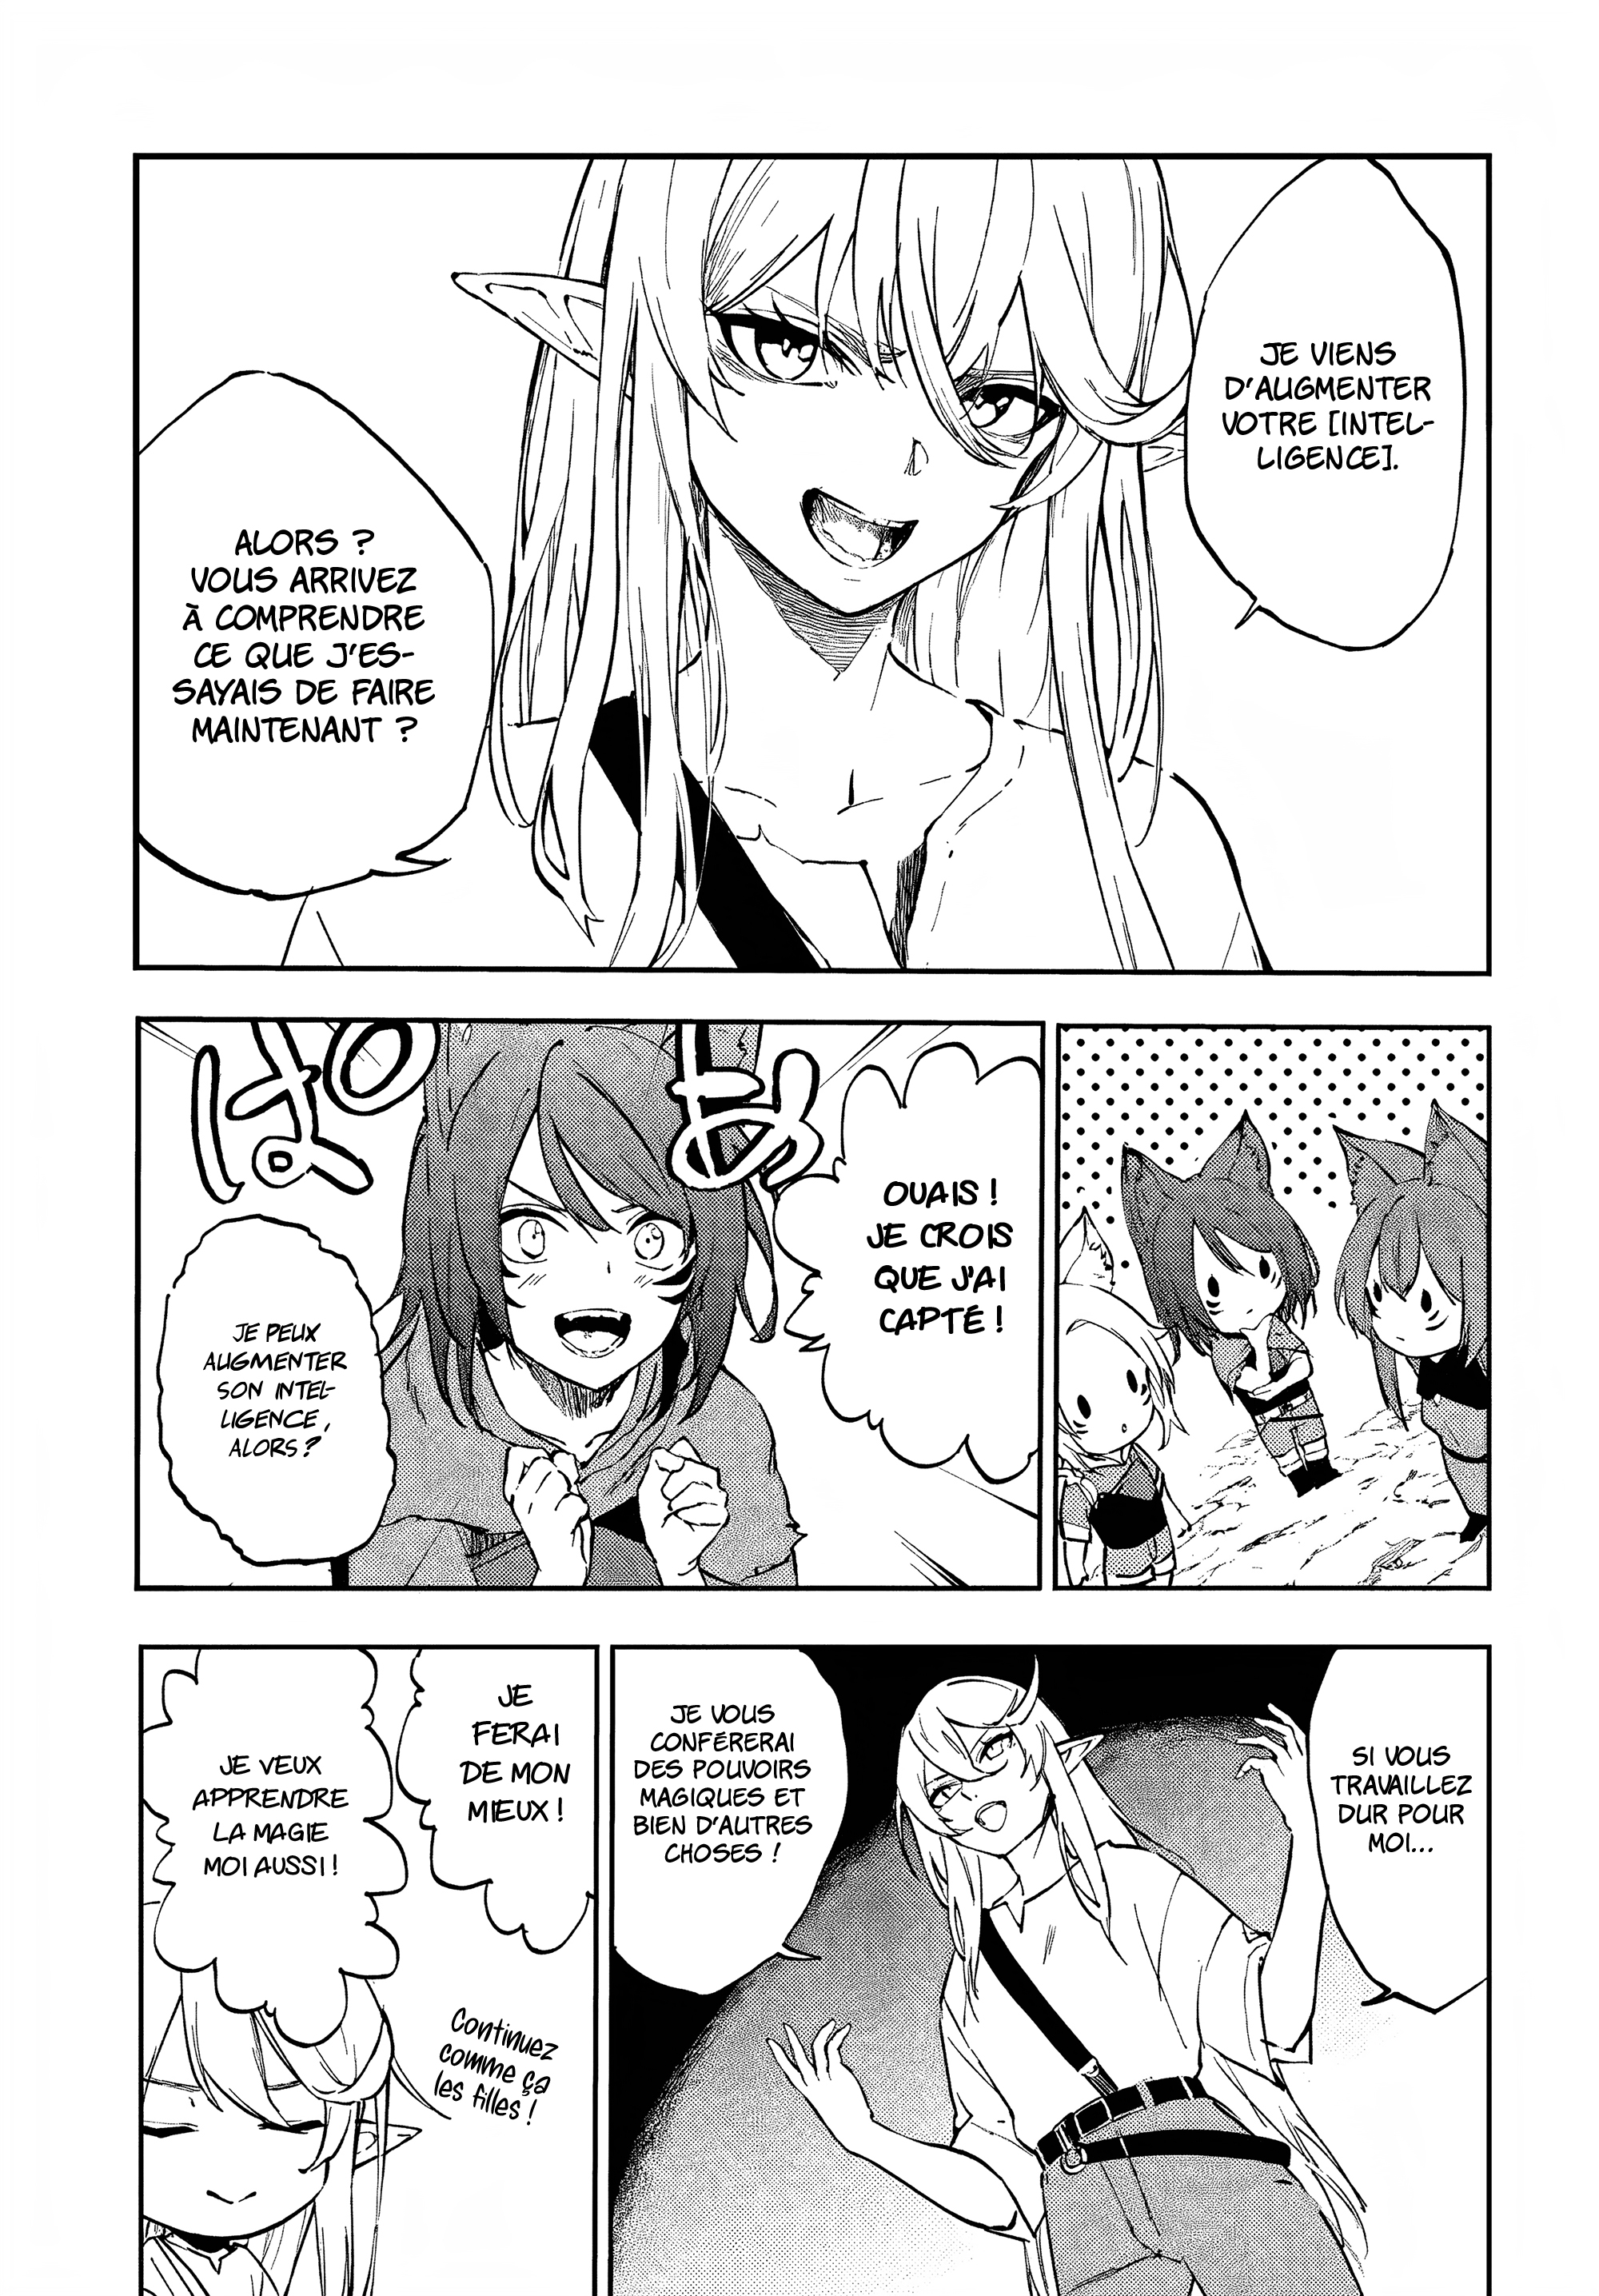 JE VIENS
D'AUGMENTER
VOTRE [INTEL-
LIGENCE].
ALORS ?
VOUS ARRIVEZ
À COMPRENDRE
CE QUE J'ES-
SAYAIS DE FAIRE
MAINTENANT ?
OUAIS !
JE CROIS
QUE J'AI
CAPTÉ !
ぱあ
JE PEUX
AUGMENTER
SON INTEL-
LIGENCE,
ALORS ?
SI VOUS
TRAVAILLEZ
DUR POUR
MOI...
JE VOUS
CONFÉRERAI
DES POUVOIRS
MAGIQUES ET
BIEN D'AUTRES
CHOSES !
JE
FERAI
DE MON
MIEUX !
JE VEUX
APPRENDRE
LA MAGIE
MOI AUSSI !
Continuez
comme ça
les filles !